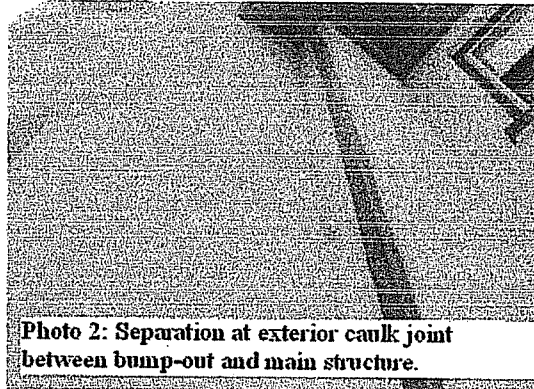 Photo 2: Separation at exterior caulk joint
between bump-out and main structure.